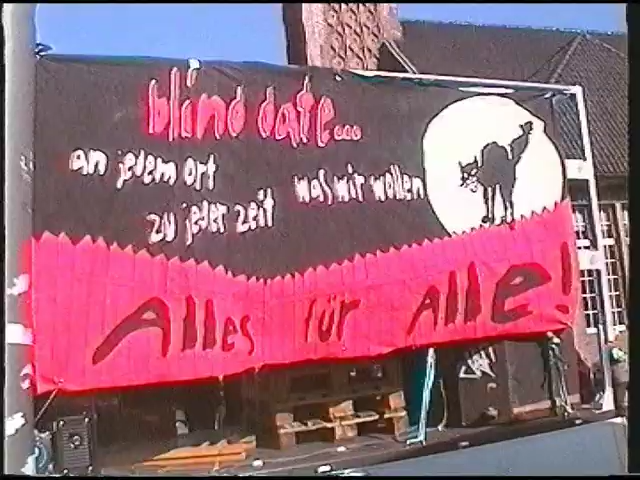 blind date...
an jedem ort
zu jeder zeit
was wir wollen
Alles für Alle!